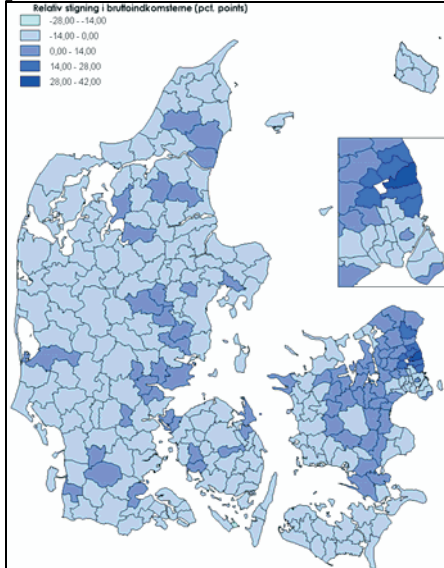 Relativ stigning i bruttoindkomsterne (pct. points)
-28,00 - -14,00
-14,00 - 0,00
0,00 - 14,00
14,00 - 28,00
28,00 - 42,00